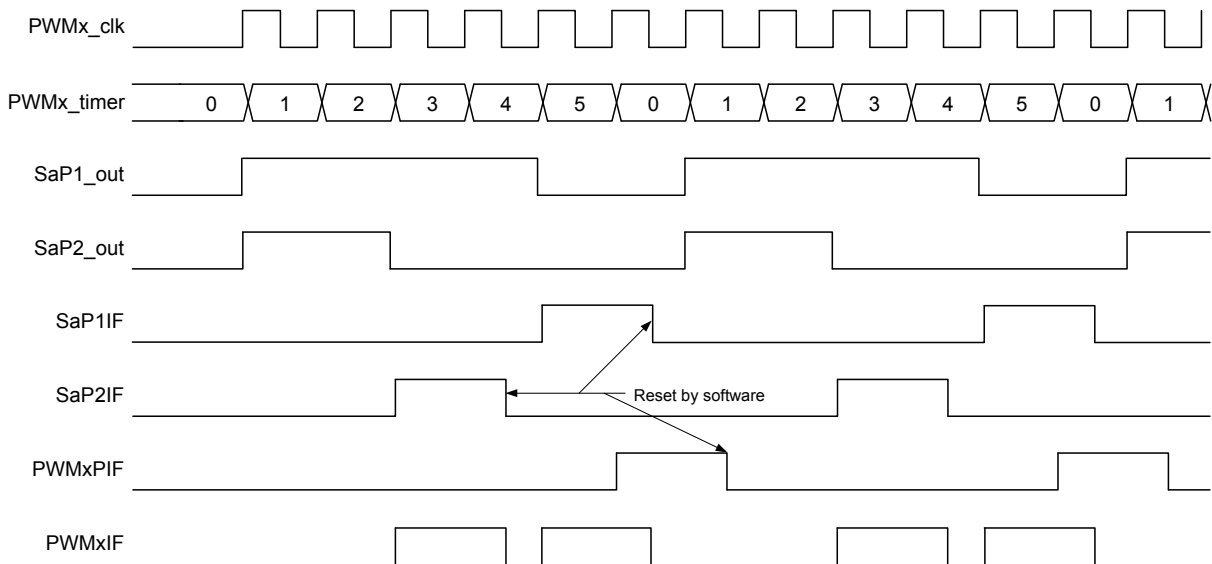 PWMx_clk
PWMx_timer 0 1 2 3 4 5 0 1 2 3 4 5 0 1
SaP1_out
SaP2_out
SaP1IF
SaP2IF Reset by software
PWMxPIF
PWMxIF